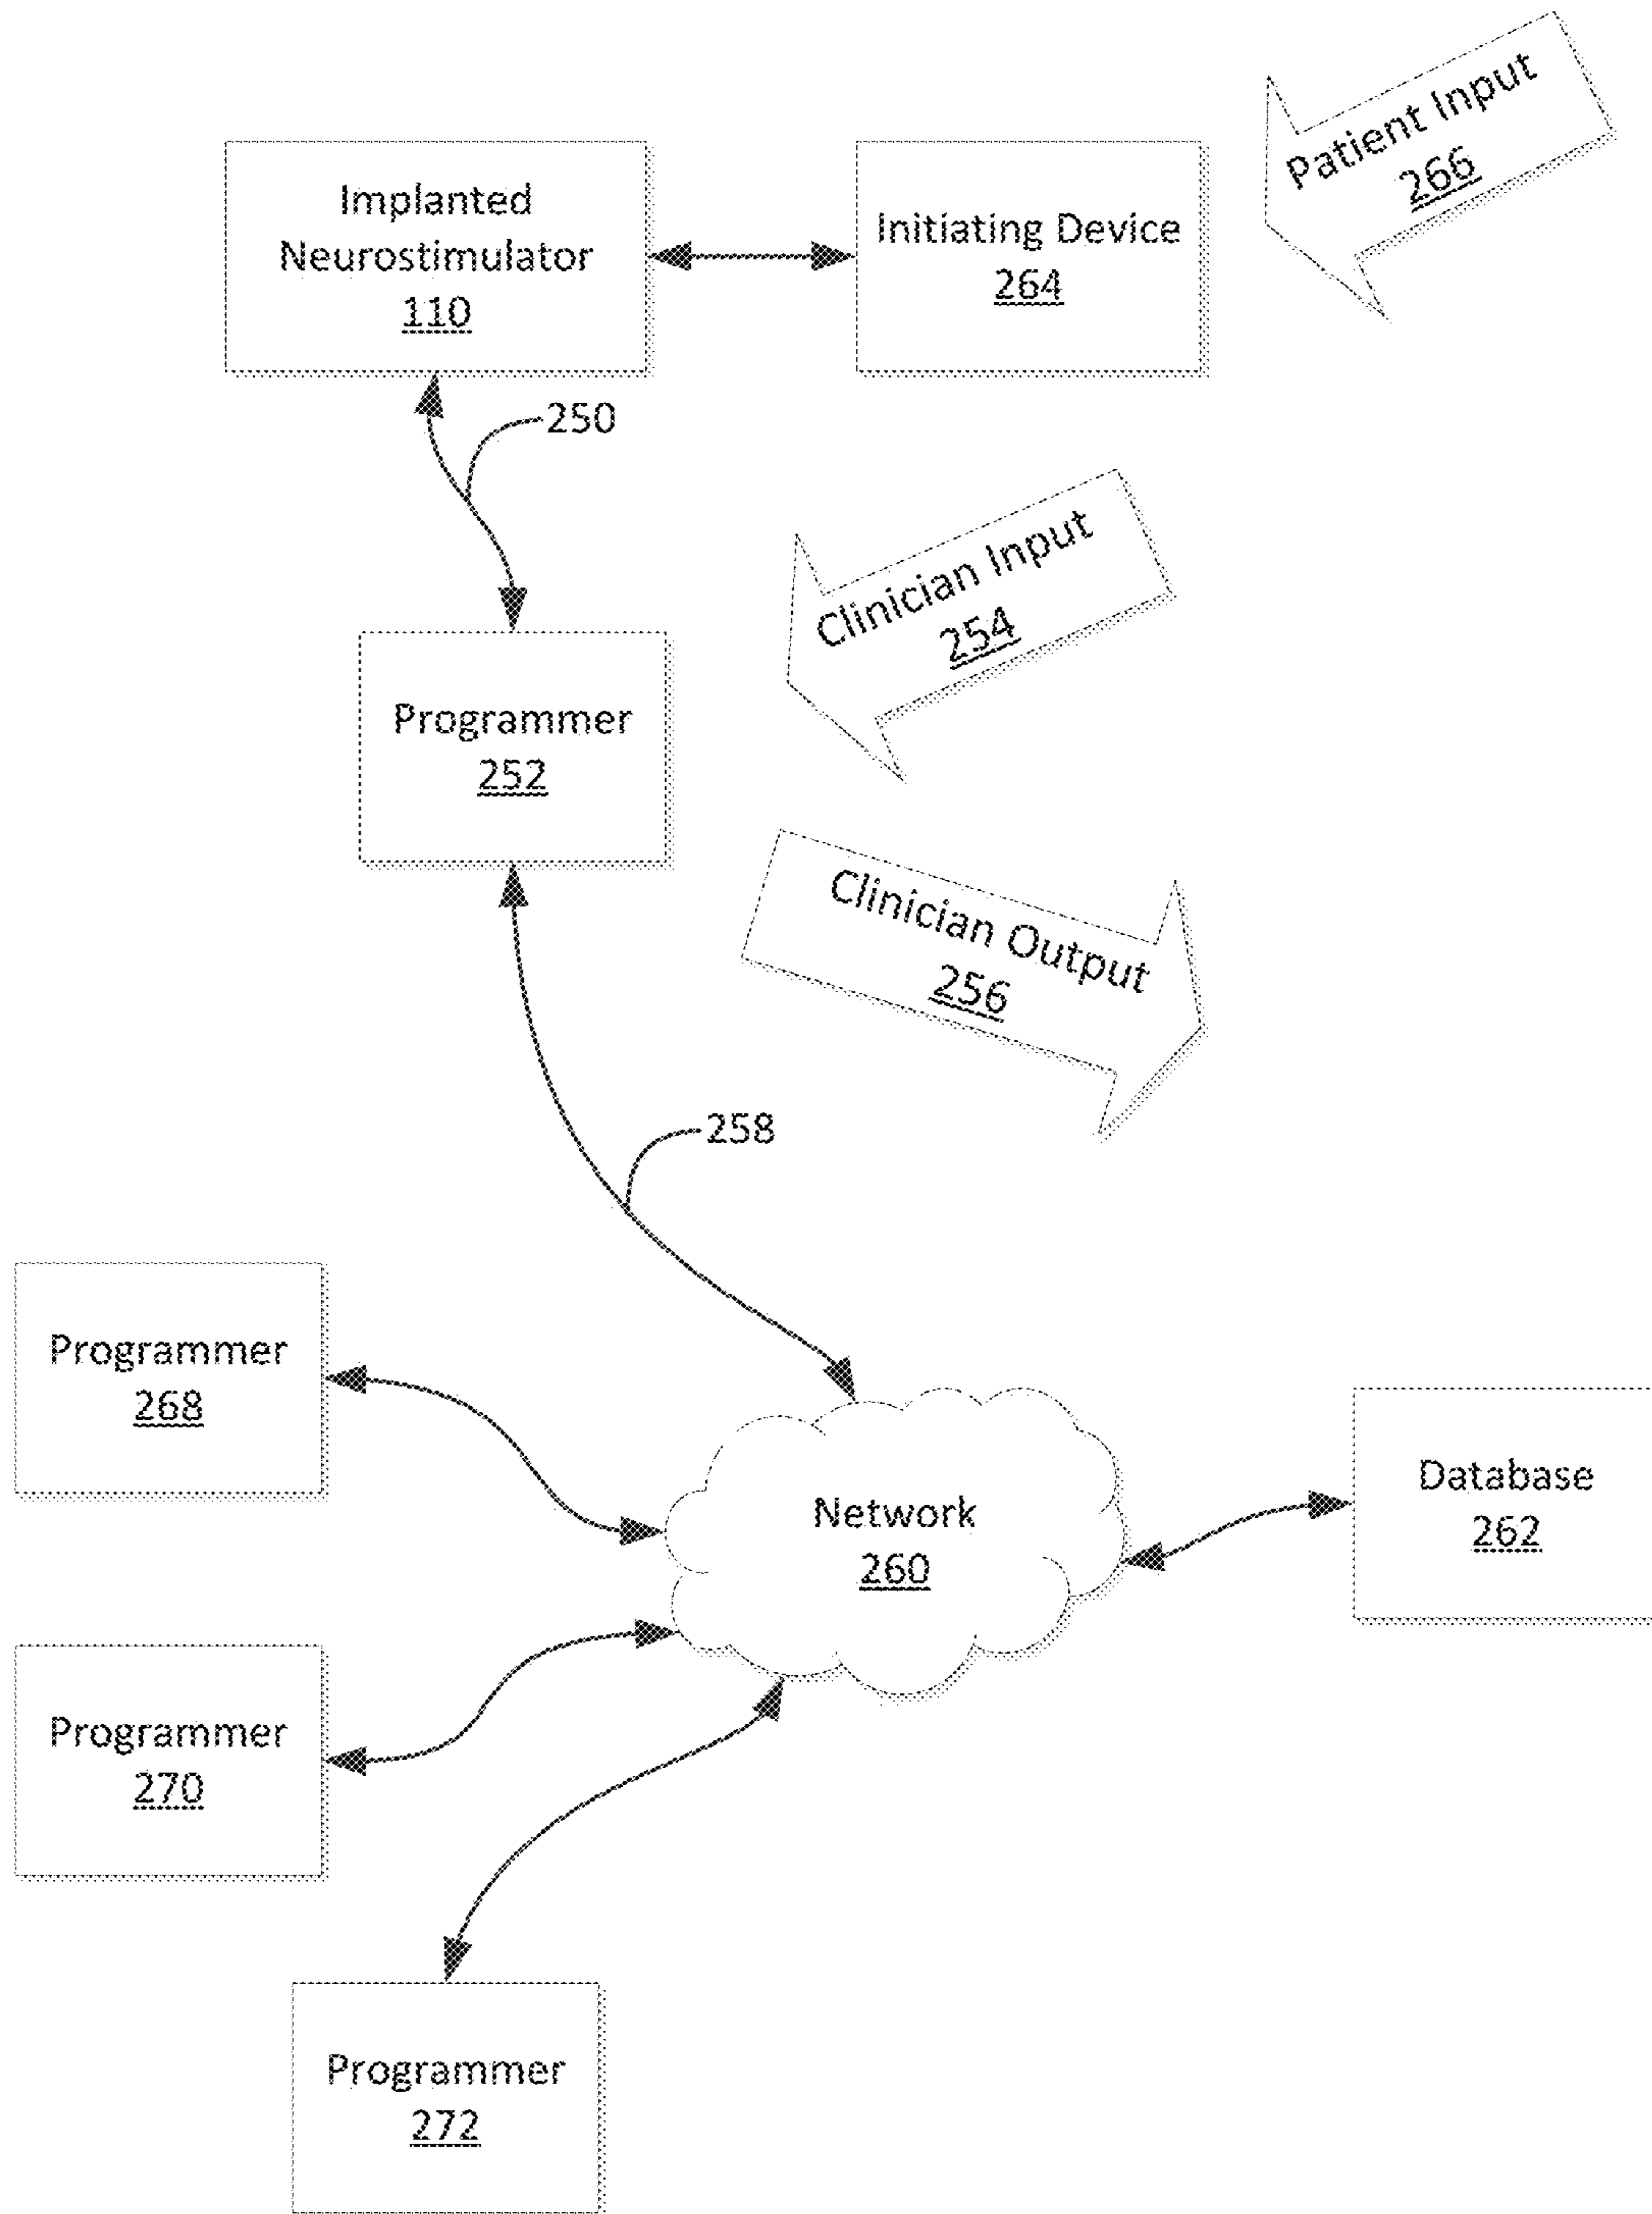 Patient Input
266
Implanted
Neurostimulator
110
Initiating Device
264
250
Clinician Input
254
Programmer
252
Clinician Output
256
258
Programmer
268
Network
260
Database
262
Programmer
270
Programmer
272